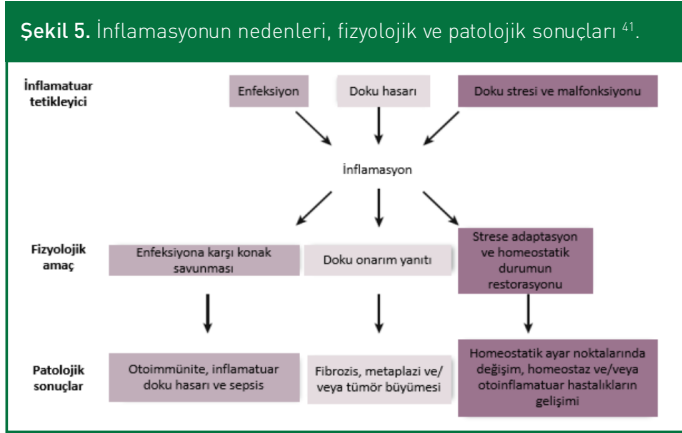 Şekil 5. İnflamasyonun nedenleri, fizyolojik ve patolojik sonuçları 41.
İnflamatuar
tetikleyici
Enfeksiyon
Doku hasarı
Doku stresi ve malfonksiyonu
İnflamasyon
Fizyolojik
amaç
Enfeksiyona karşı konak
savunması
Doku onarım yanıtı
Strese adaptasyon
ve homeostatik
durumun
restorasyonu
Patolojik
sonuçlar
Otoimmünite, inflamatuar
doku hasarı ve sepsis
Fibrozis, metaplazi ve/
veya tümör büyümesi
Homeostatik ayar noktalarında
değişim, homeostaz ve/veya
otoinflamatuar hastalıkların
gelişimi